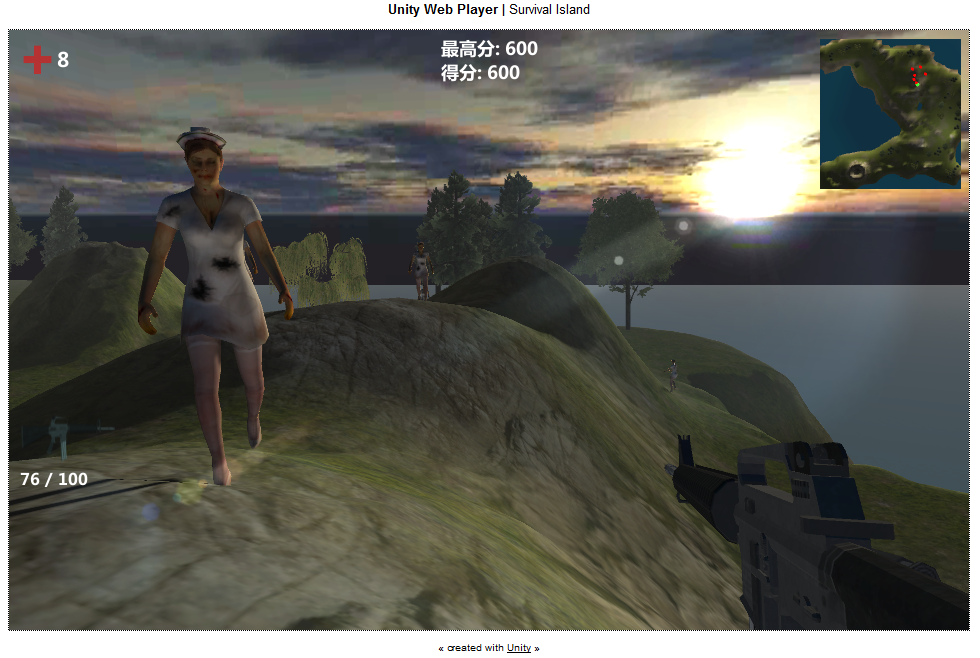 Unity Web Player | Survival Island
8
最高分: 600
得分: 600
76 / 100
« created with Unity »